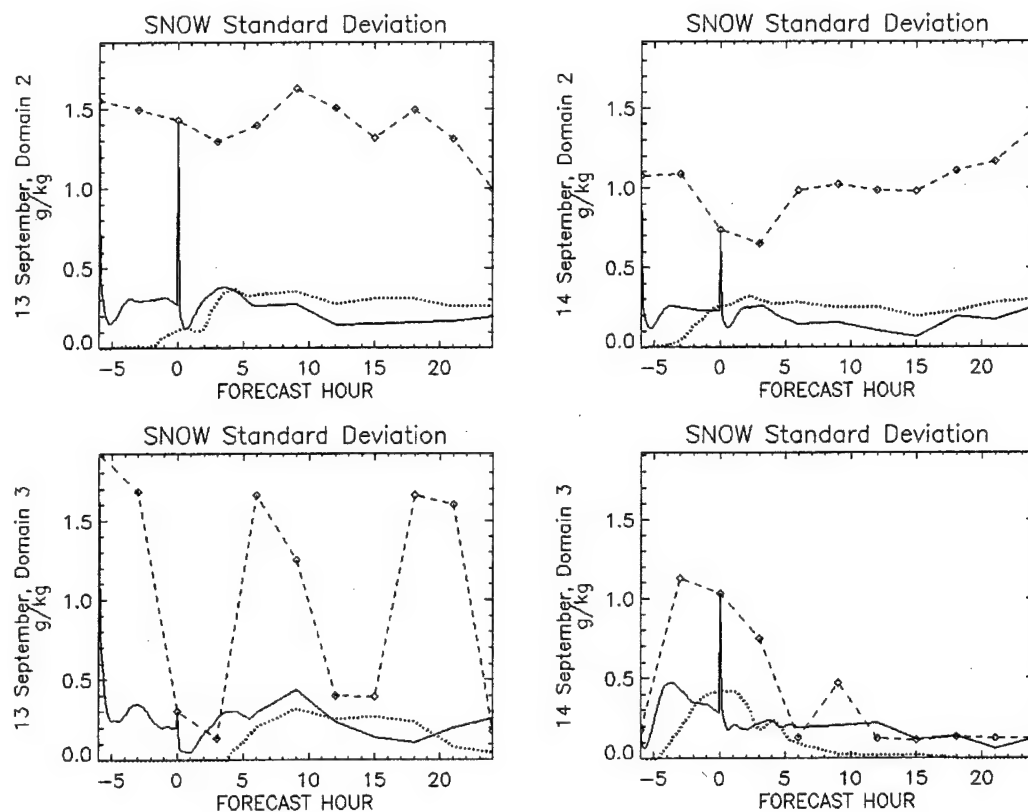 SNOW Standard Deviation
13 September, Domain 2
g/kg
1.5
1.0
0.5
0.0
−5 0 5 10 15 20
FORECAST HOUR
SNOW Standard Deviation
14 September, Domain 2
g/kg
1.5
1.0
0.5
0.0
−5 0 5 10 15 20
FORECAST HOUR
SNOW Standard Deviation
13 September, Domain 3
g/kg
1.5
1.0
0.5
0.0
−5 0 5 10 15 20
FORECAST HOUR
SNOW Standard Deviation
14 September, Domain 3
g/kg
1.5
1.0
0.5
0.0
−5 0 5 10 15 20
FORECAST HOUR